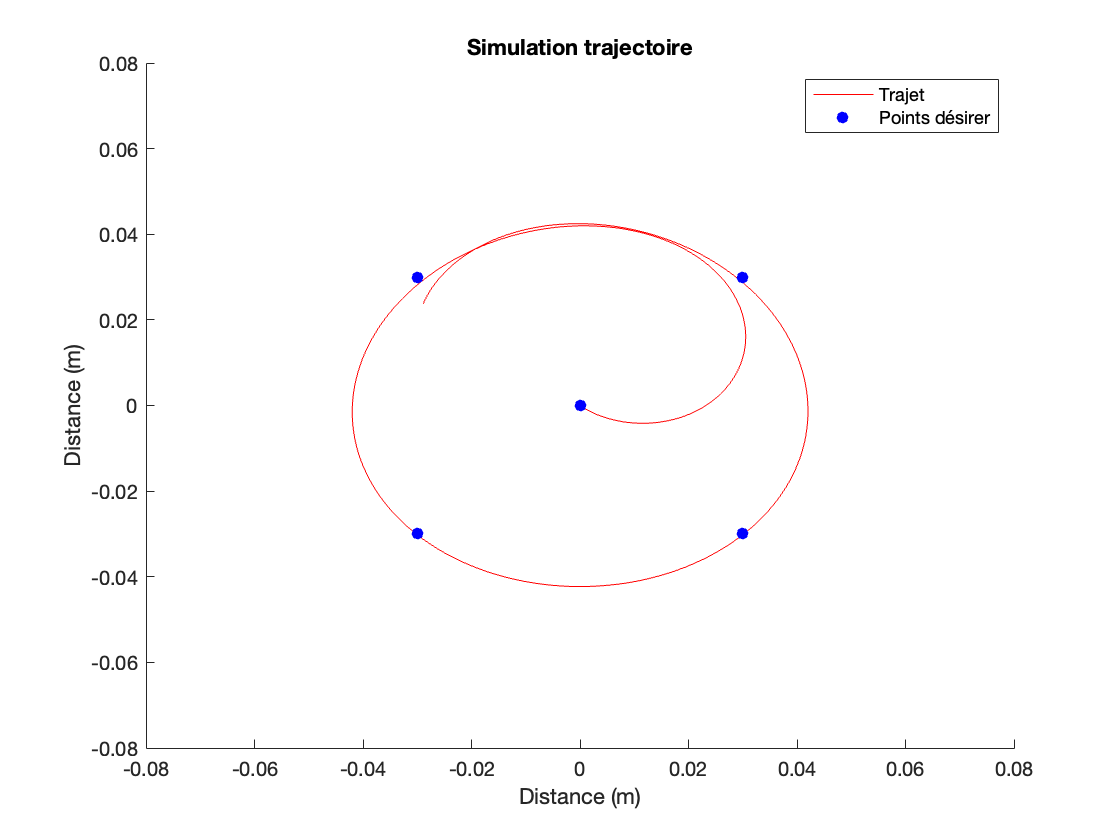 Simulation trajectoire
Trajet
Points désirer
0.08
0.06
0.04
0.02
0
-0.02
-0.04
-0.06
-0.08
Distance (m)
-0.08 -0.06 -0.04 -0.02 0 0.02 0.04 0.06 0.08
Distance (m)